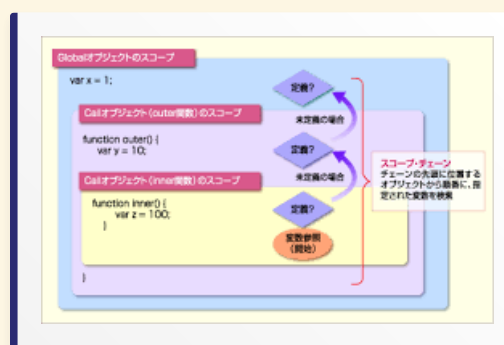 Globalオブジェクトのスコープ
var x = 1;
定義?
未定義の場合
Callオブジェクト(outer関数)のスコープ
function outer() {
var y = 10;
定義?
未定義の場合
Callオブジェクト(inner関数)のスコープ
function inner() {
var z = 100;
}
定義?
変数参照
(開始)
}
スコープ・チェーン
チェーンの先頭に位置する
オブジェクトから順番に、指
定された変数を検索